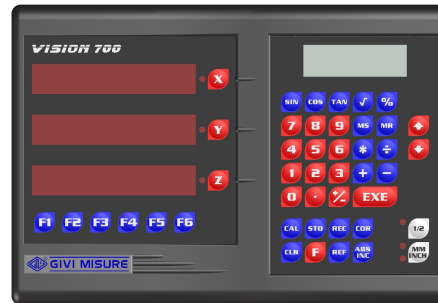 VISION 700
X
Y
Z
F1 F2 F3 F4 F5 F6
GIVI MISURE
SIN COS TAN √ %
7 8 9 MS MR
4 5 6 * ÷
1 2 3 + −
0 · +/− EXE
CAL STO REC COR 1/2
CLR F REF ABS INC MM INCH